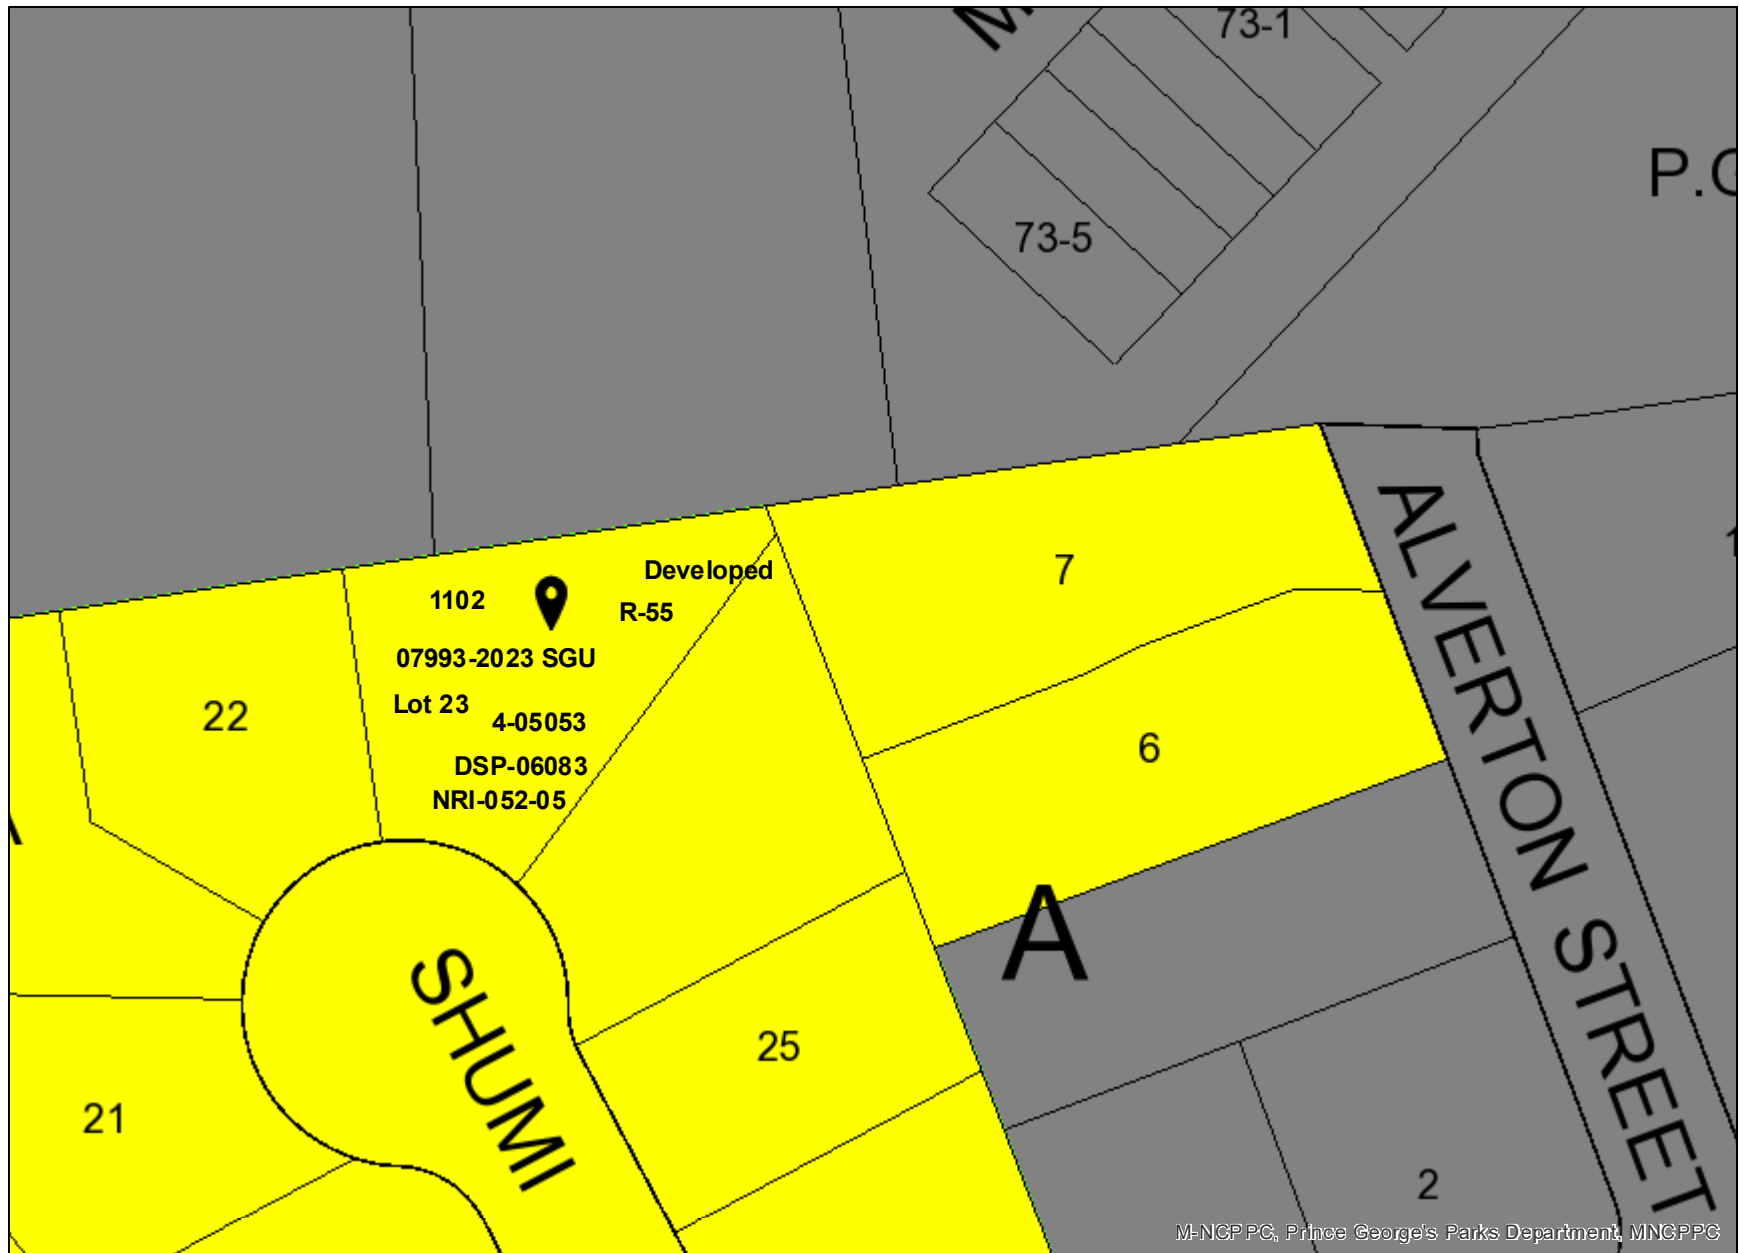 73-1
73-5
Developed
1102
R-55
7
07993-2023 SGU
Lot 23
22
4-05053
6
DSP-06083
NRI-052-05
ALVERTON STREET
A
SHUMI
25
21
2
M-NCPPC, Prince George's Parks Department, MNCPPC